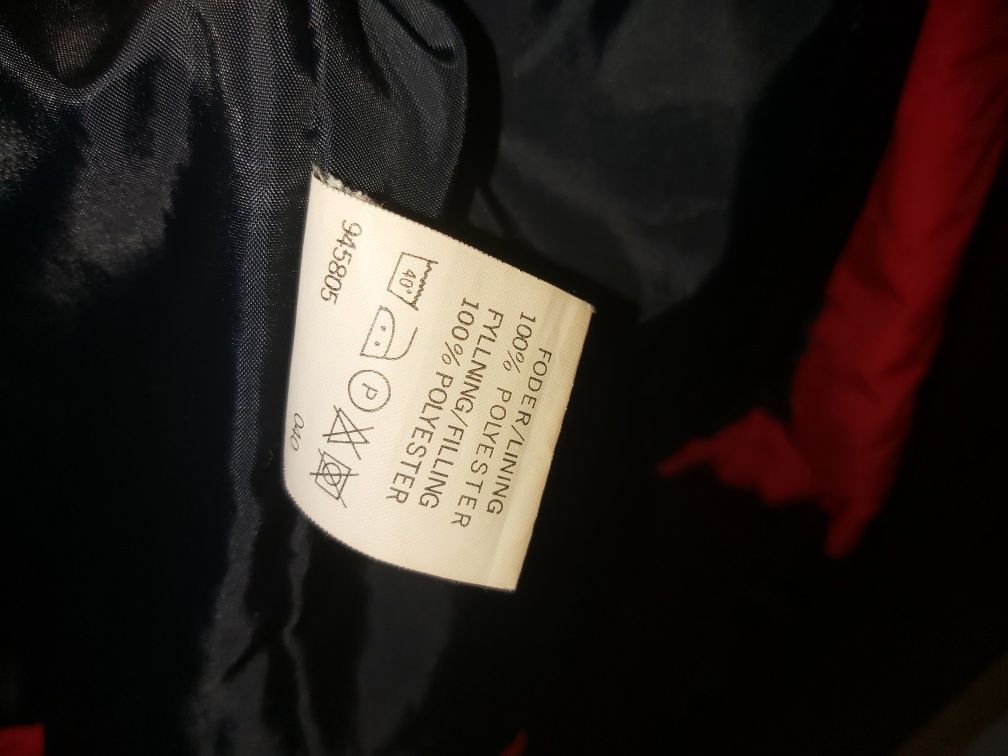 FODER/LINING
100% POLYESTER
FYLLNING/FILLING
100% POLYESTER
40°
P
040
945805